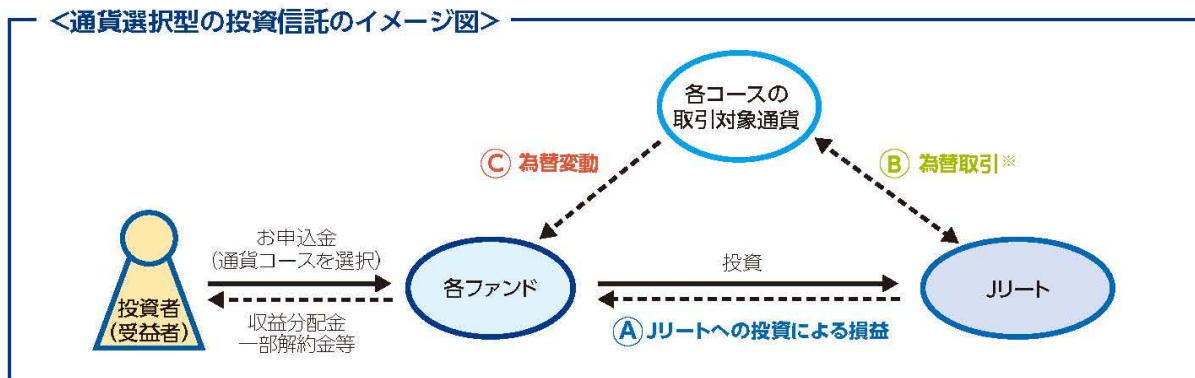 <通貨選択型の投資信託のイメージ図>
各コースの
取引対象通貨
Ⓒ 為替変動
Ⓑ 為替取引※
お申込金
(通貨コースを選択)
投資者
(受益者)
収益分配金
一部解約金等
各ファンド
投資
Ⓐ Jリートへの投資による損益
Jリート